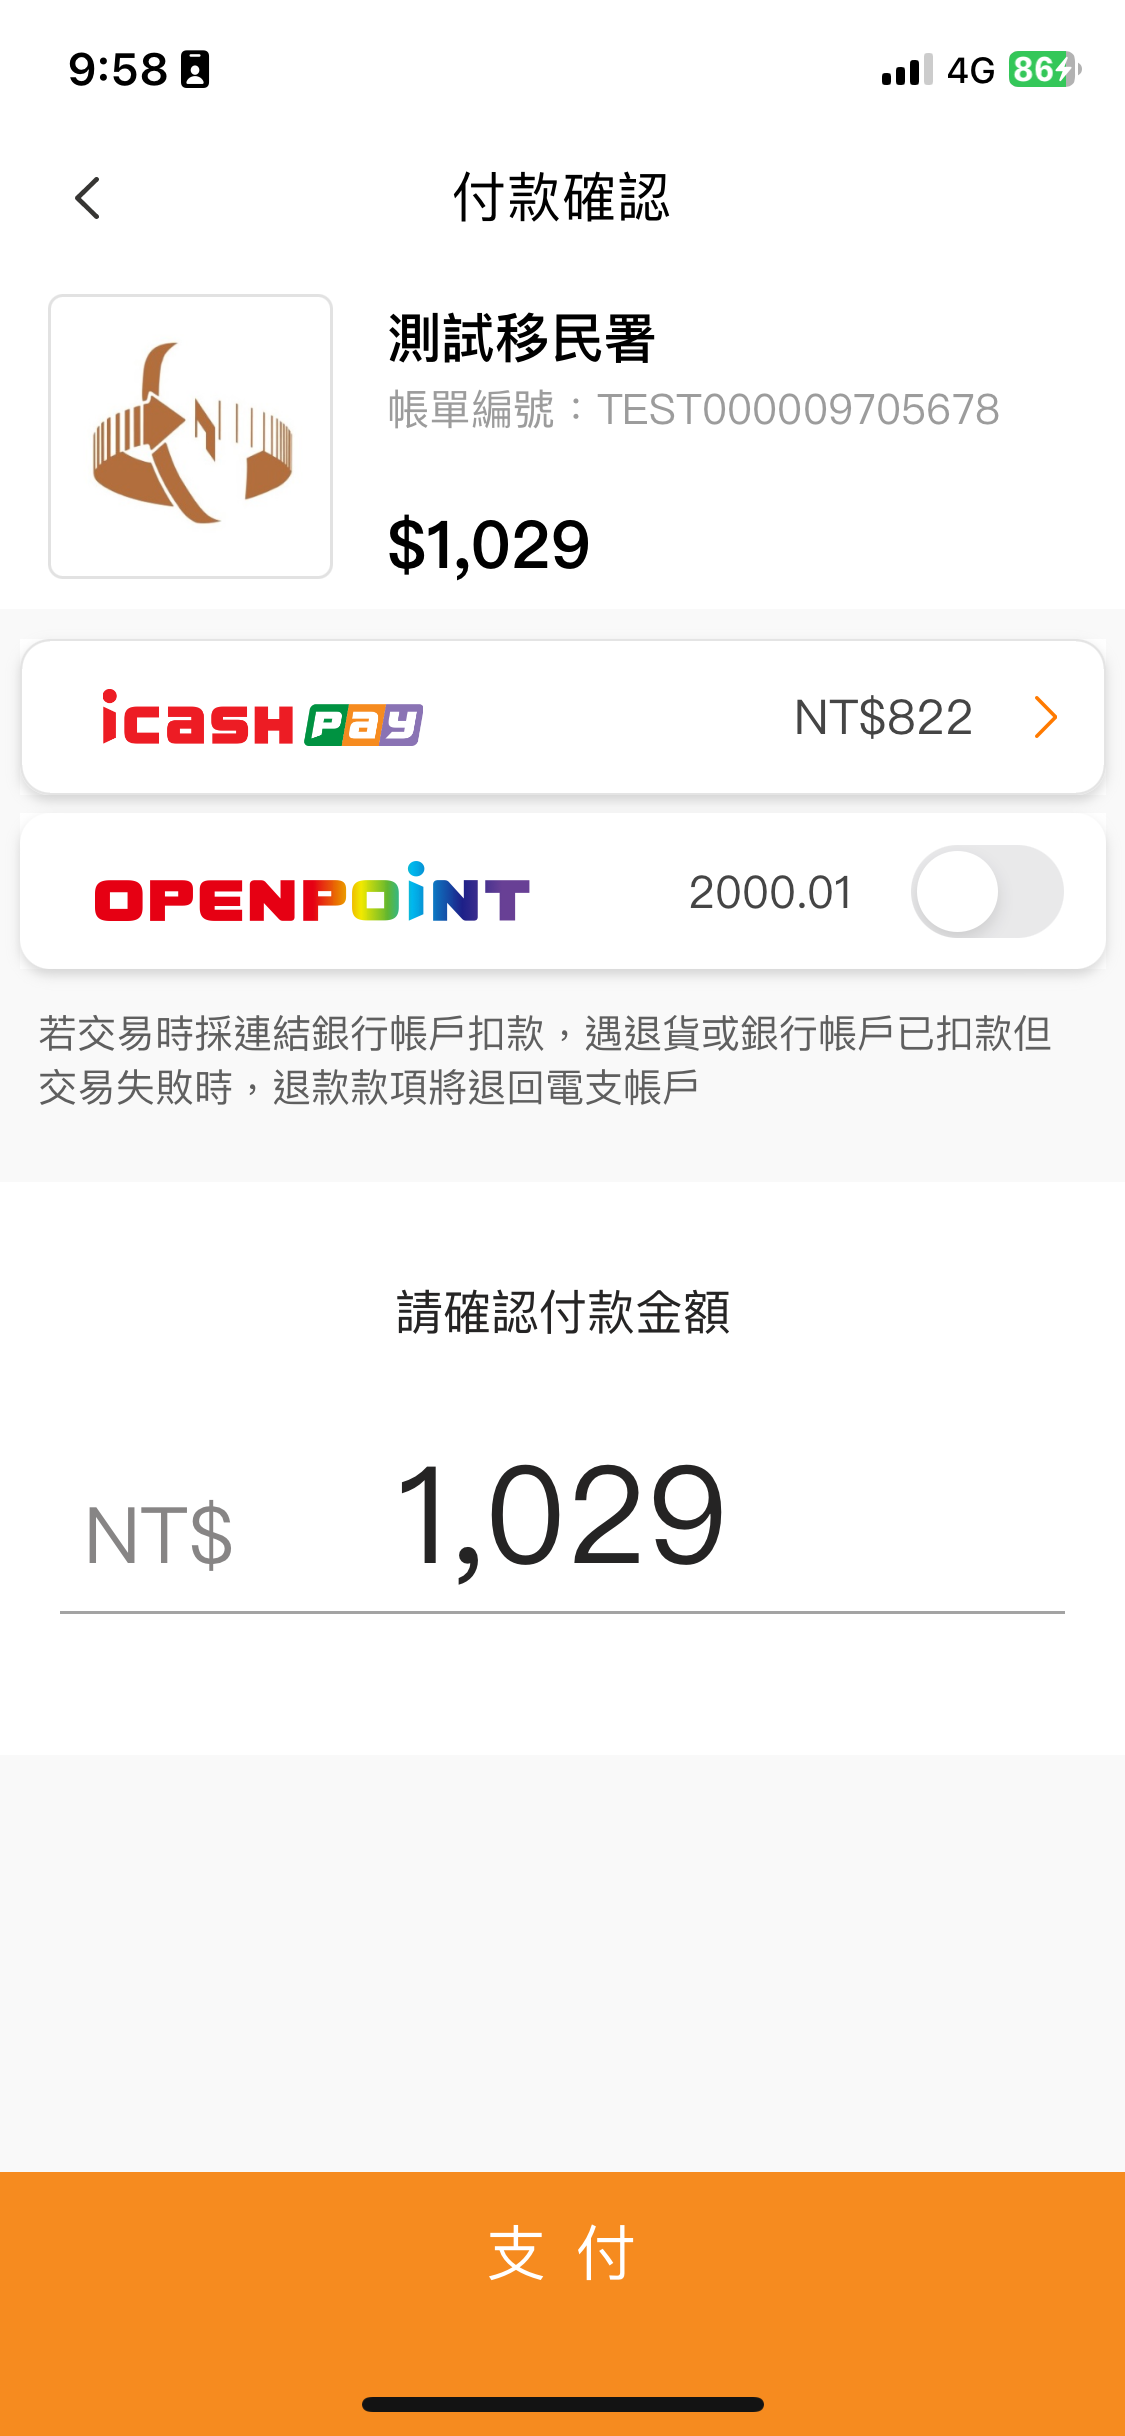 9:58
4G
86
付款確認
測試移民署
帳單編號：TEST000009705678
$1,029
icash pay
NT$822
OPENPOINT
2000.01
若交易時採連結銀行帳戶扣款，遇退貨或銀行帳戶已扣款但
交易失敗時，退款款項將退回電支帳戶
請確認付款金額
NT$ 1,029
支 付